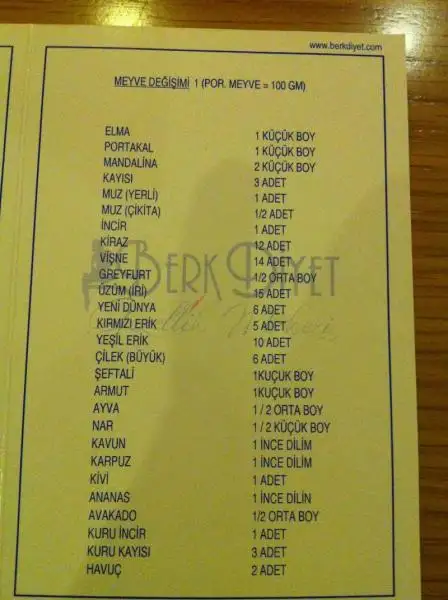 www.berkdiyet.com
MEYVE DEĞİŞİMİ 1 (POR. MEYVE = 100 GM)
ELMA 1 KÜÇÜK BOY
PORTAKAL 1 KÜÇÜK BOY
MANDALİNA 2 KÜÇÜK BOY
KAYISI 3 ADET
MUZ (YERLİ) 1 ADET
MUZ (ÇİKİTA) 1/2 ADET
İNCİR 1 ADET
KİRAZ 12 ADET
VİŞNE 14 ADET
GREYFURT 1/2 ORTA BOY
ÜZÜM (İRİ) 15 ADET
YENİ DÜNYA 6 ADET
KIRMIZI ERİK 5 ADET
YEŞİL ERİK 10 ADET
ÇİLEK (BÜYÜK) 6 ADET
ŞEFTALİ 1KUÇUK BOY
ARMUT 1KUÇUK BOY
AYVA 1 / 2 ORTA BOY
NAR 1 / 2 KÜÇÜK BOY
KAVUN 1 İNCE DİLİM
KARPUZ 1 İNCE DİLİM
KİVİ 1 ADET
ANANAS 1 İNCE DİLİN
AVAKADO 1/2 ORTA BOY
KURU İNCİR 1 ADET
KURU KAYISI 3 ADET
HAVUÇ 2 ADET
BERK DİYET